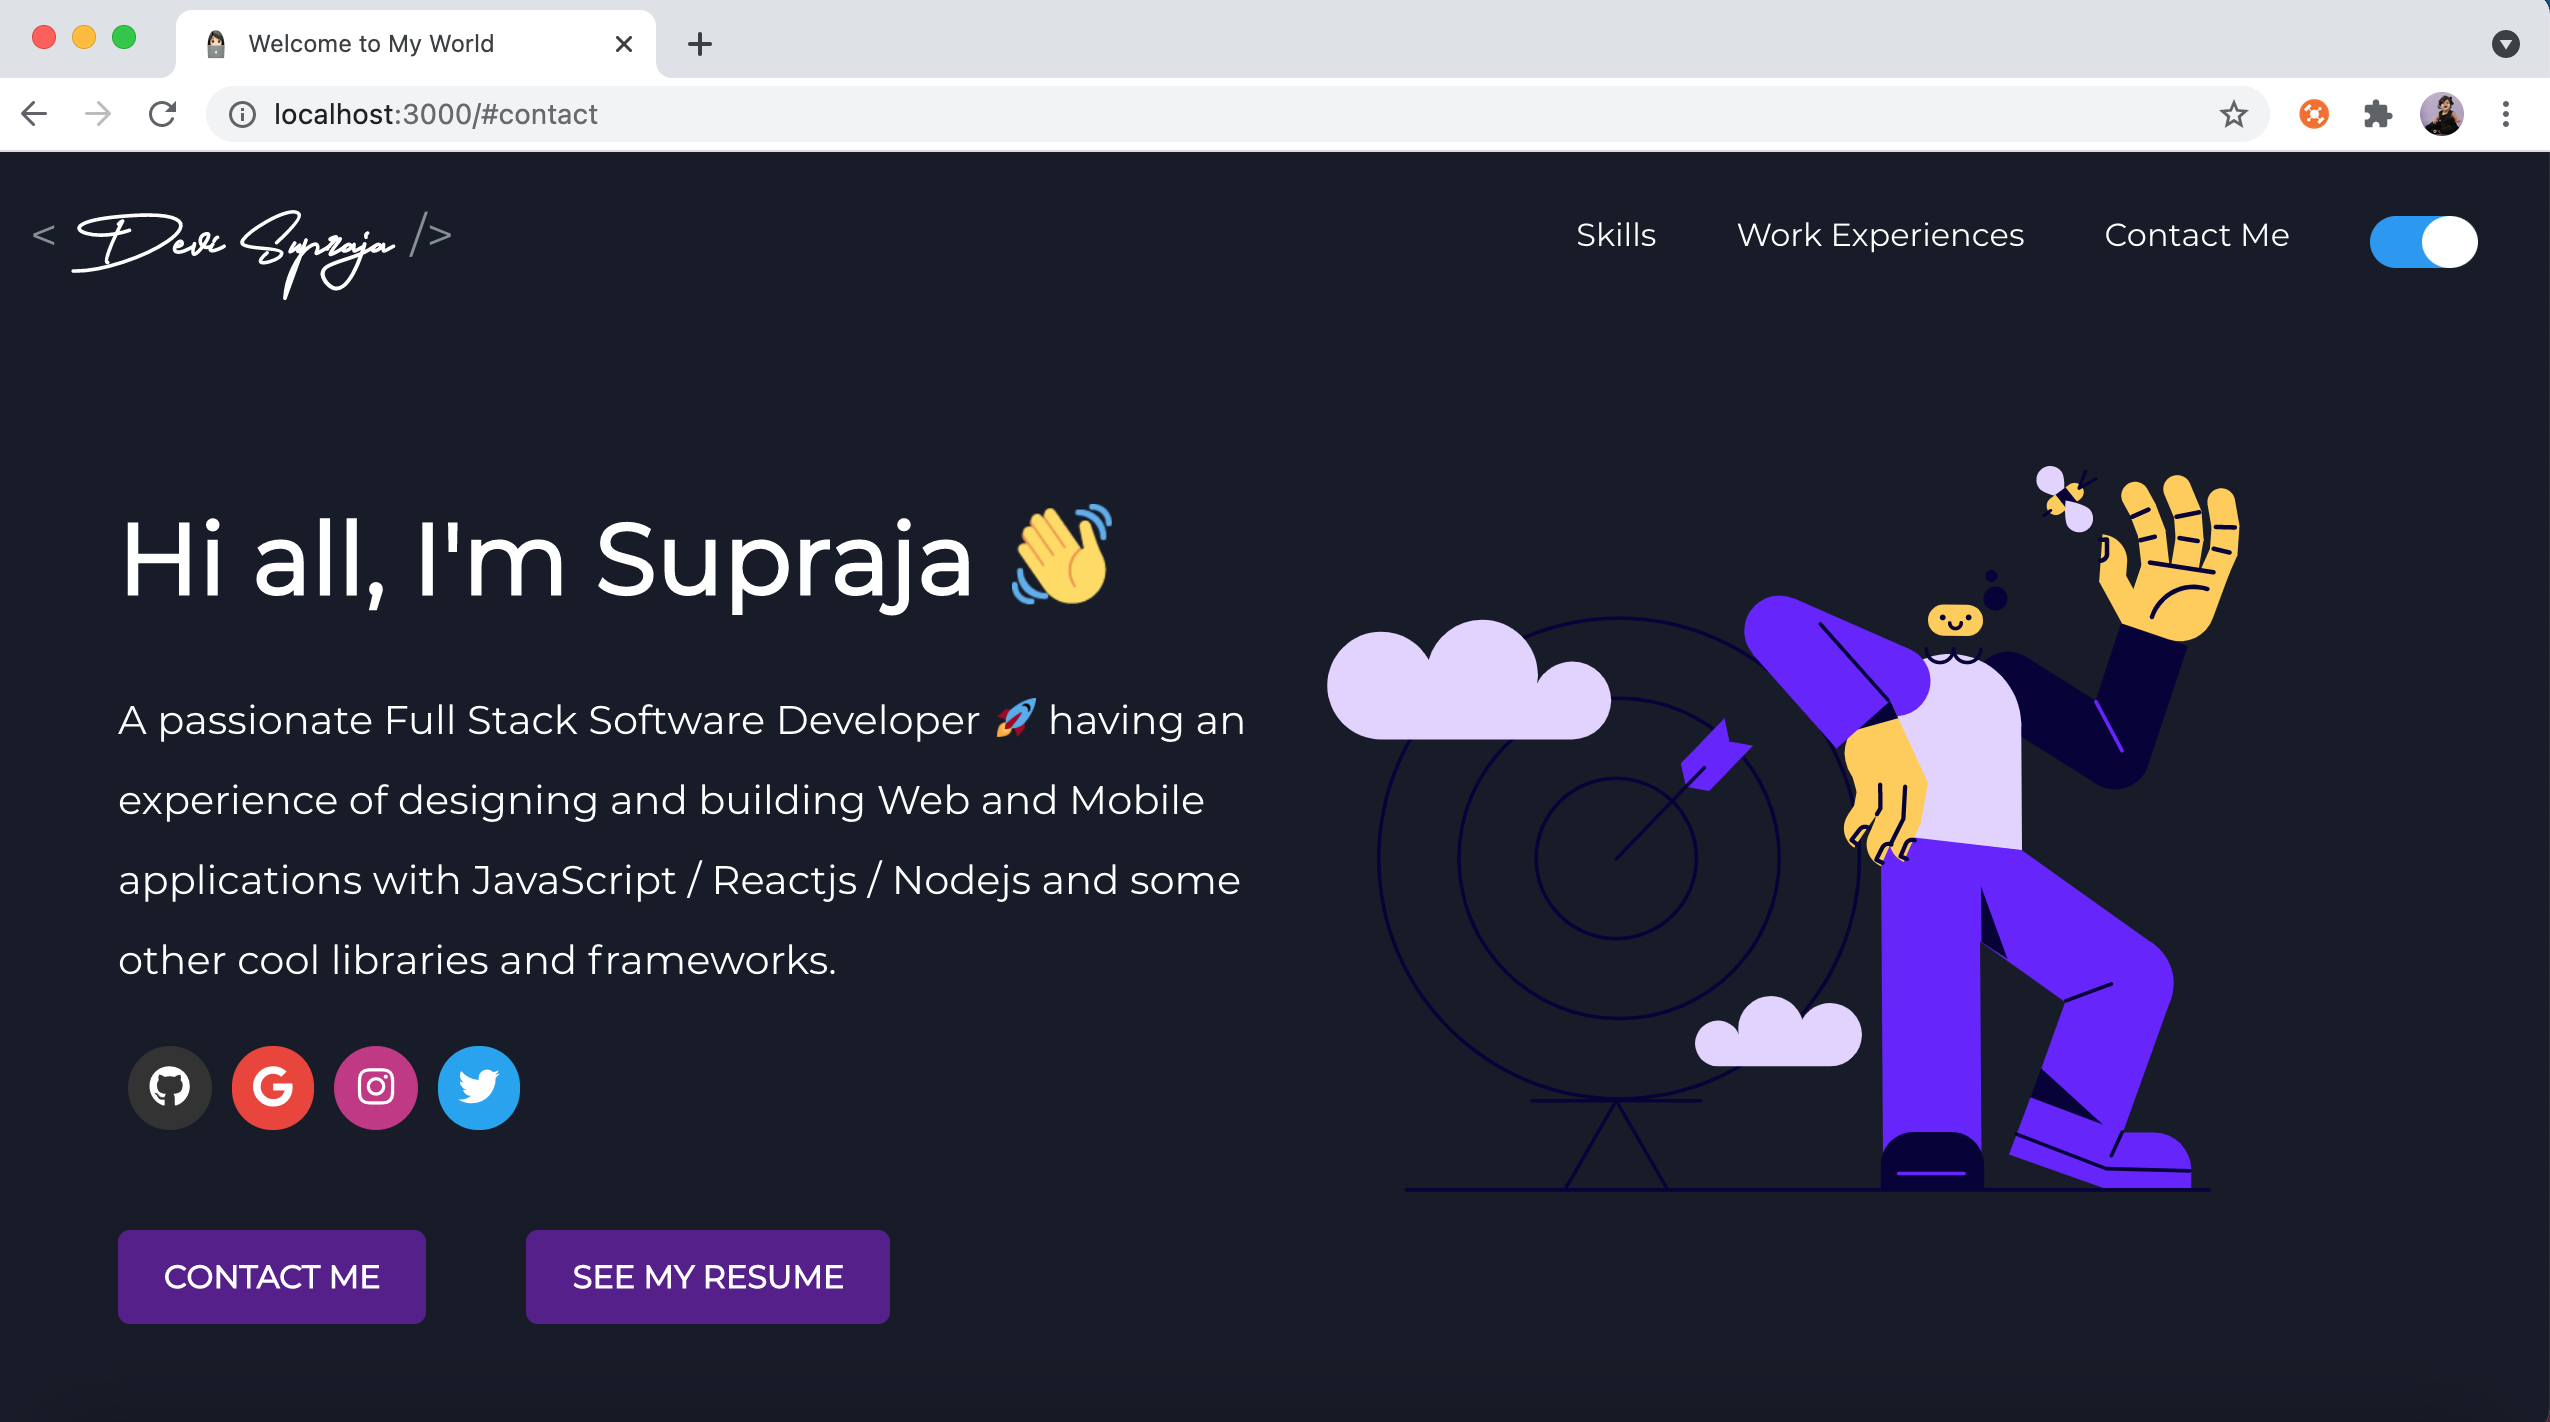 Welcome to My World
localhost:3000/#contact
< Devi Supraja />
Skills
Work Experiences
Contact Me
Hi all, I'm Supraja 👋
A passionate Full Stack Software Developer 🚀 having an
experience of designing and building Web and Mobile
applications with JavaScript / Reactjs / Nodejs and some
other cool libraries and frameworks.
CONTACT ME
SEE MY RESUME